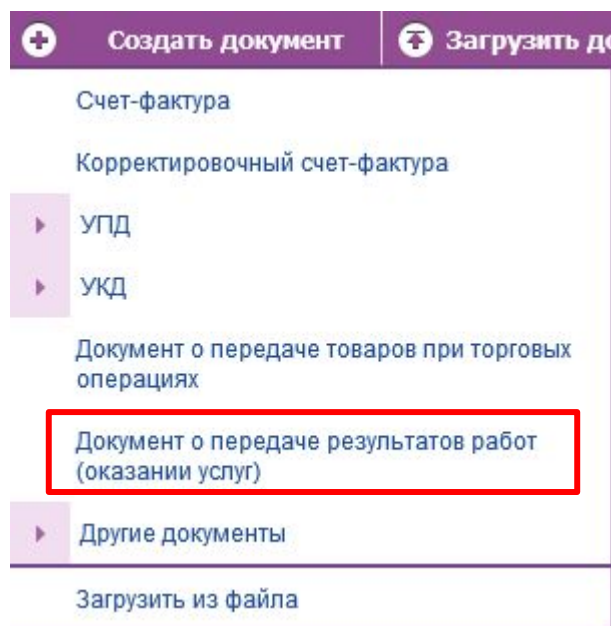 Создать документ
Загрузить
Счет-фактура
Корректировочный счет-фактура
УПД
УКД
Документ о передаче товаров при торговых
операциях
Документ о передаче результатов работ
(оказании услуг)
Другие документы
Загрузить из файла